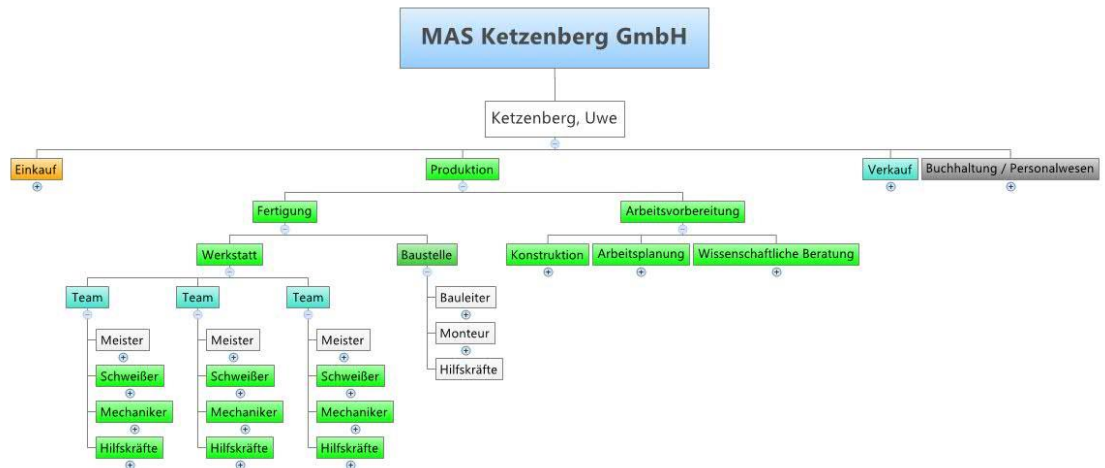 MAS Ketzenberg GmbH
Ketzenberg, Uwe
Einkauf
Produktion
Verkauf
Buchhaltung / Personalwesen
Fertigung
Arbeitsvorbereitung
Werkstatt
Baustelle
Konstruktion
Arbeitsplanung
Wissenschaftliche Beratung
Team
Team
Team
Bauleiter
Monteur
Hilfskräfte
Meister
Schweißer
Mechaniker
Hilfskräfte
Meister
Schweißer
Mechaniker
Hilfskräfte
Meister
Schweißer
Mechaniker
Hilfskräfte